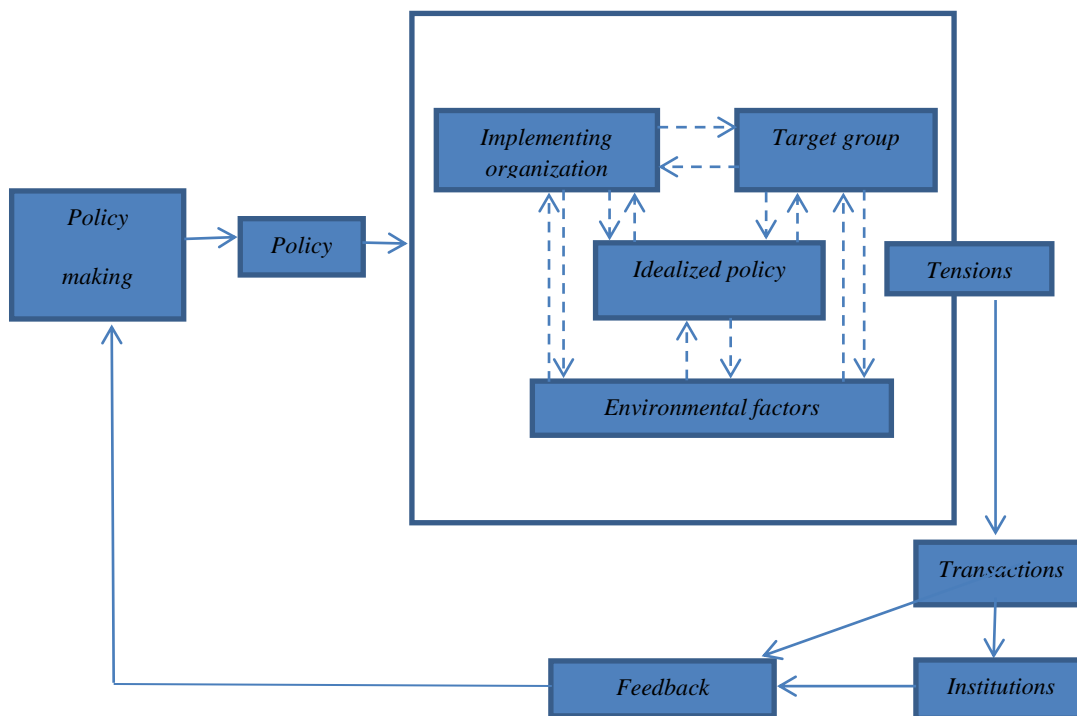 Implementing
organization
Target group
Policy
making
Policy
Idealized policy
Tensions
Environmental factors
Transactions
Feedback
Institutions